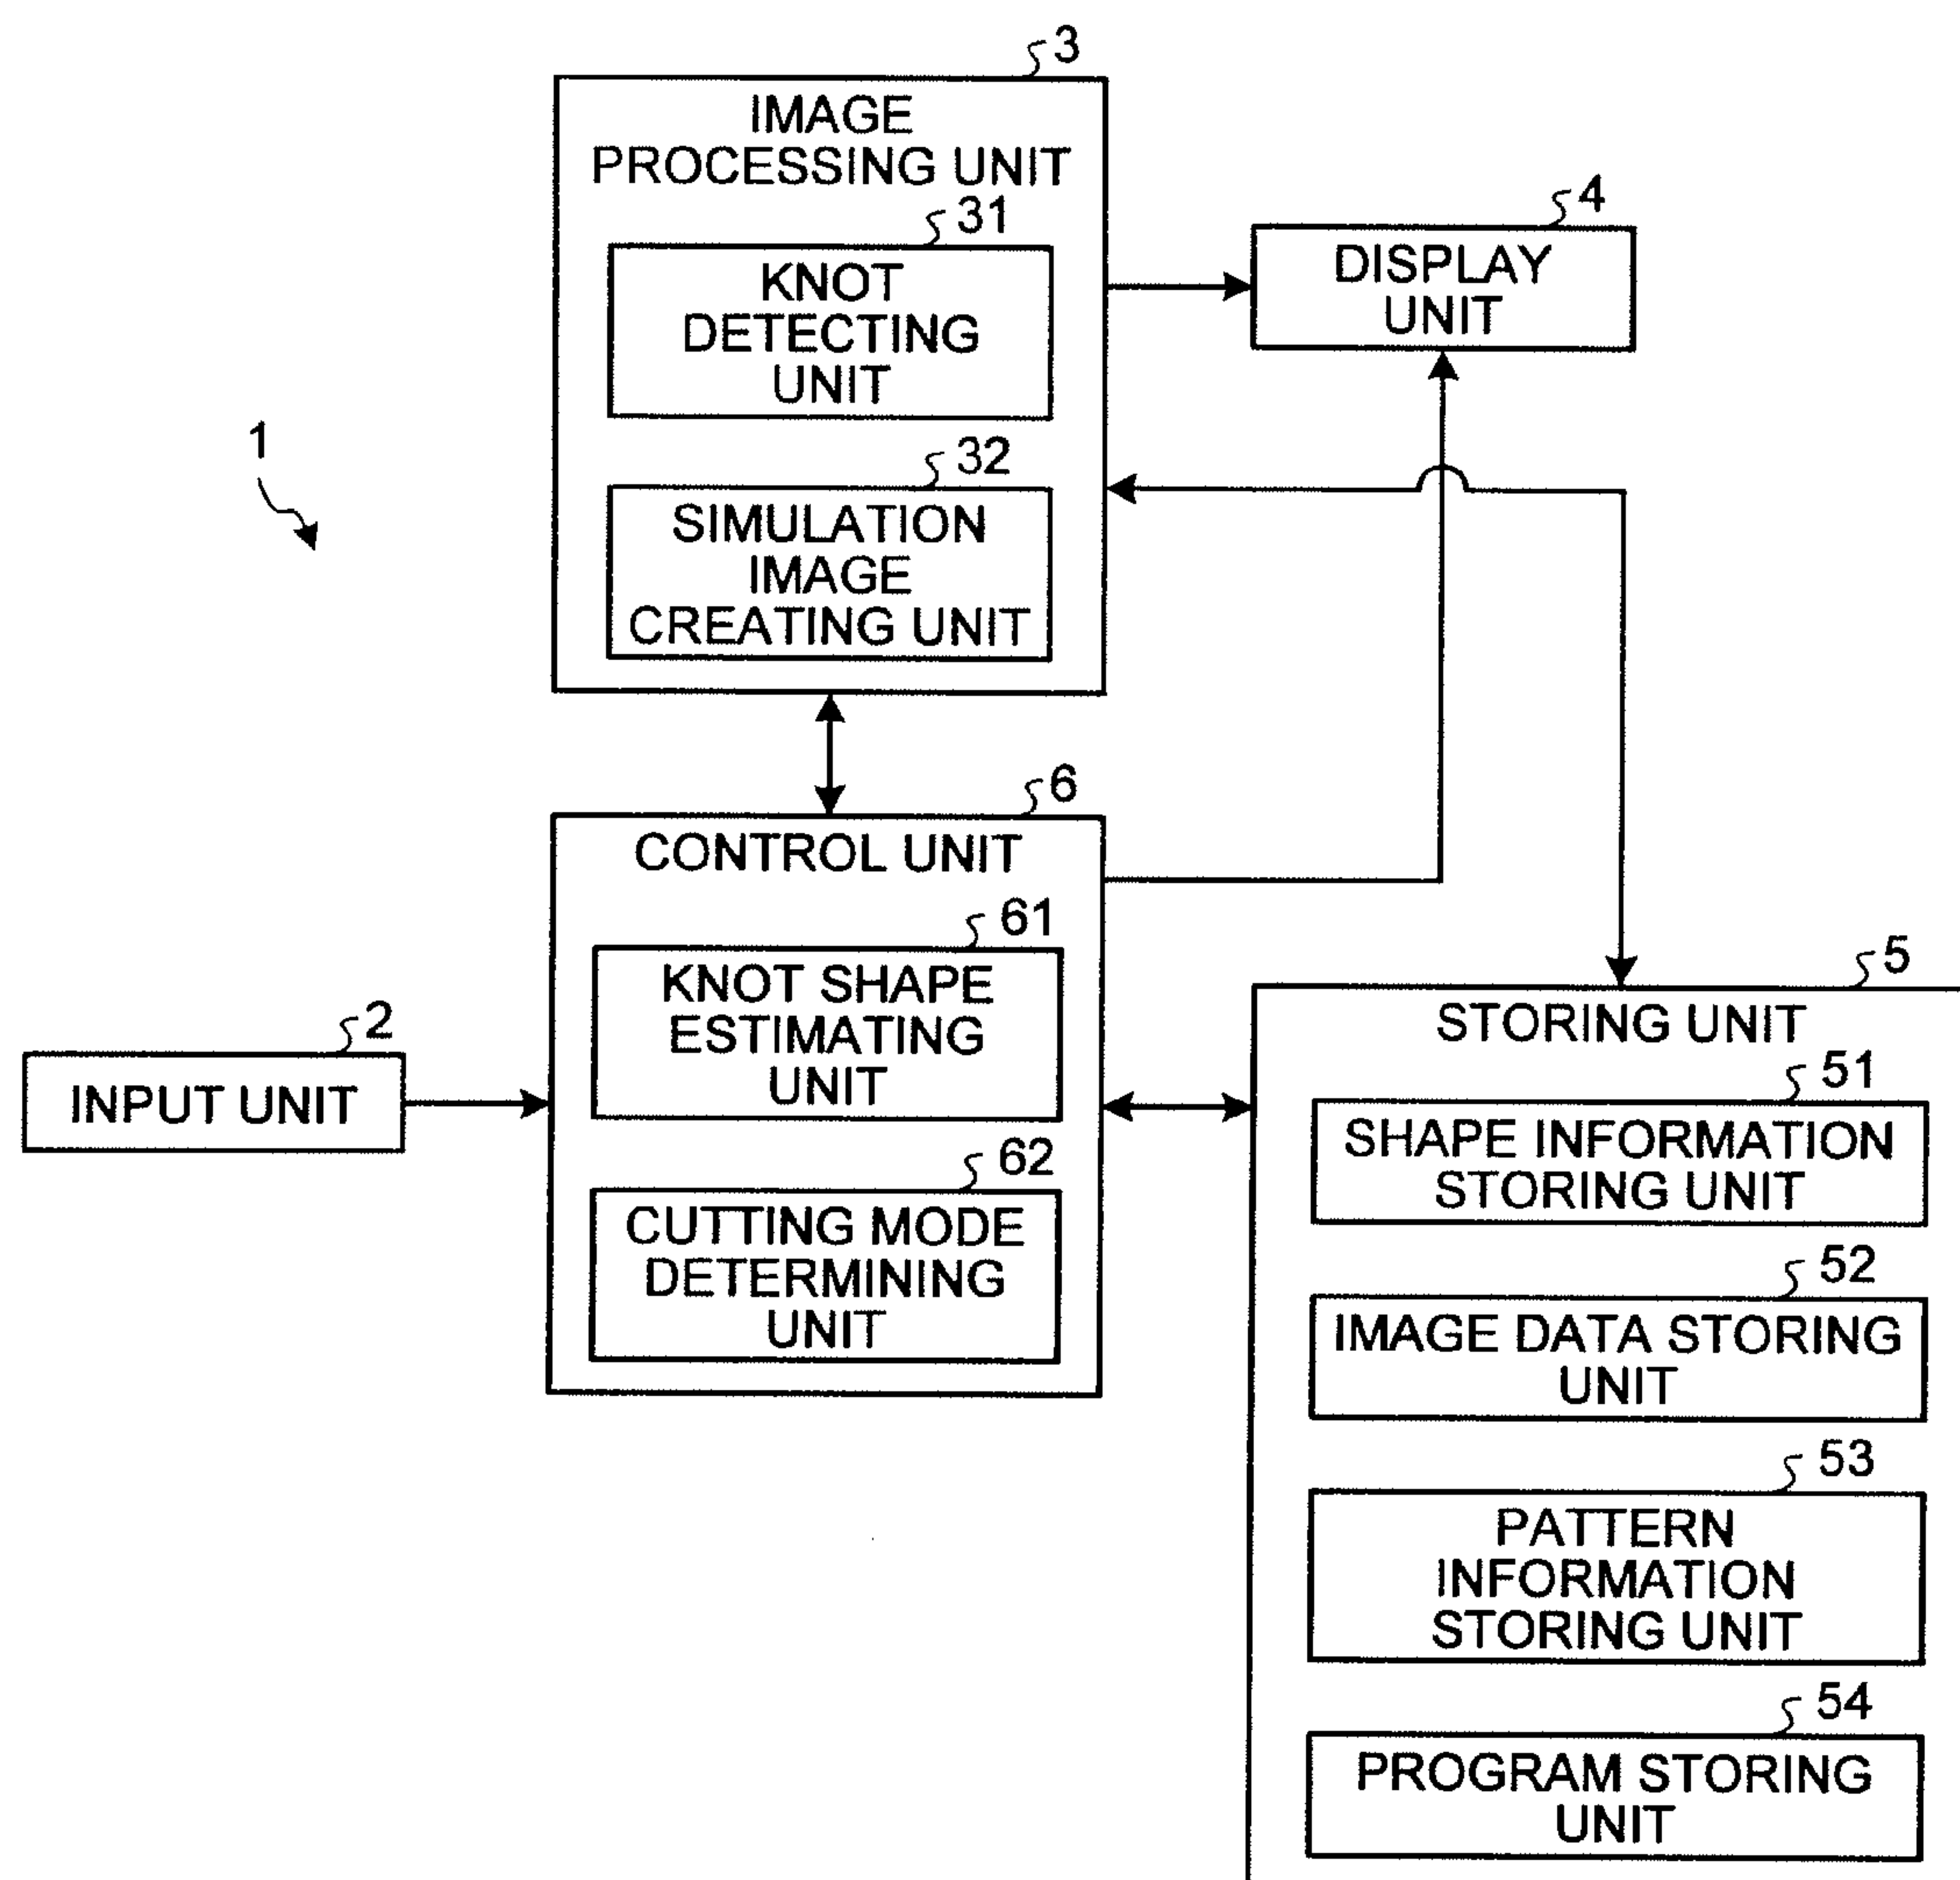 3
IMAGE
PROCESSING UNIT
31
KNOT
DETECTING
UNIT
32
SIMULATION
IMAGE
CREATING UNIT
4
DISPLAY
UNIT
1
6
CONTROL UNIT
61
KNOT SHAPE
ESTIMATING
UNIT
62
CUTTING MODE
DETERMINING
UNIT
2
INPUT UNIT
5
STORING UNIT
51
SHAPE INFORMATION
STORING UNIT
52
IMAGE DATA STORING
UNIT
53
PATTERN
INFORMATION
STORING UNIT
54
PROGRAM STORING
UNIT